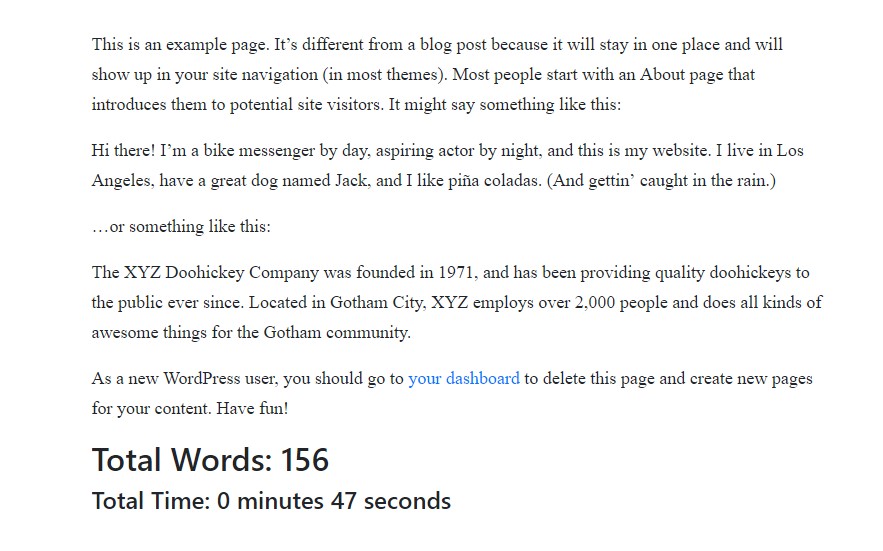 This is an example page. It’s different from a blog post because it will stay in one place and will
show up in your site navigation (in most themes). Most people start with an About page that
introduces them to potential site visitors. It might say something like this:
Hi there! I’m a bike messenger by day, aspiring actor by night, and this is my website. I live in Los
Angeles, have a great dog named Jack, and I like piña coladas. (And gettin’ caught in the rain.)
…or something like this:
The XYZ Doohickey Company was founded in 1971, and has been providing quality doohickeys to
the public ever since. Located in Gotham City, XYZ employs over 2,000 people and does all kinds of
awesome things for the Gotham community.
As a new WordPress user, you should go to your dashboard to delete this page and create new pages
for your content. Have fun!
Total Words: 156
Total Time: 0 minutes 47 seconds